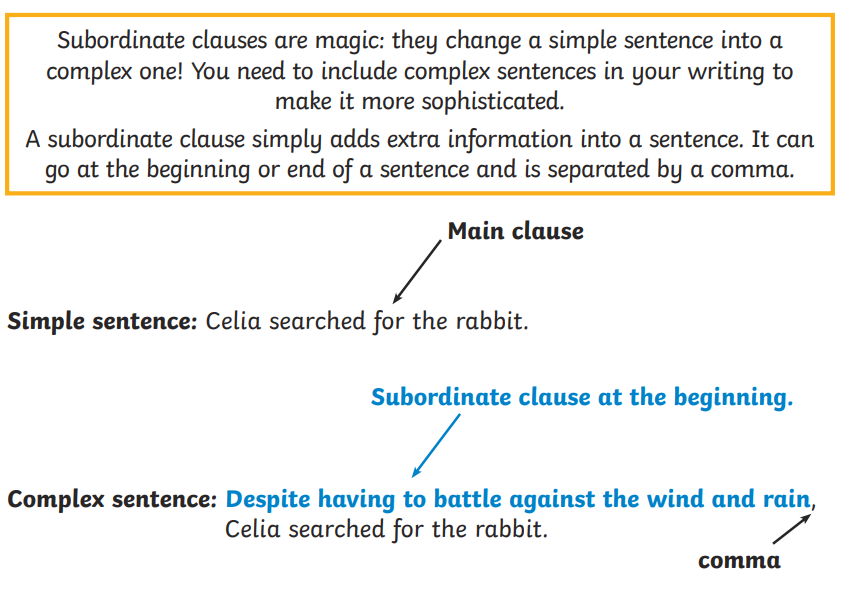 Subordinate clauses are magic: they change a simple sentence into a
complex one! You need to include complex sentences in your writing to
make it more sophisticated.
A subordinate clause simply adds extra information into a sentence. It can
go at the beginning or end of a sentence and is separated by a comma.
Main clause
Simple sentence: Celia searched for the rabbit.
Subordinate clause at the beginning.
Complex sentence: Despite having to battle against the wind and rain,
Celia searched for the rabbit.
comma